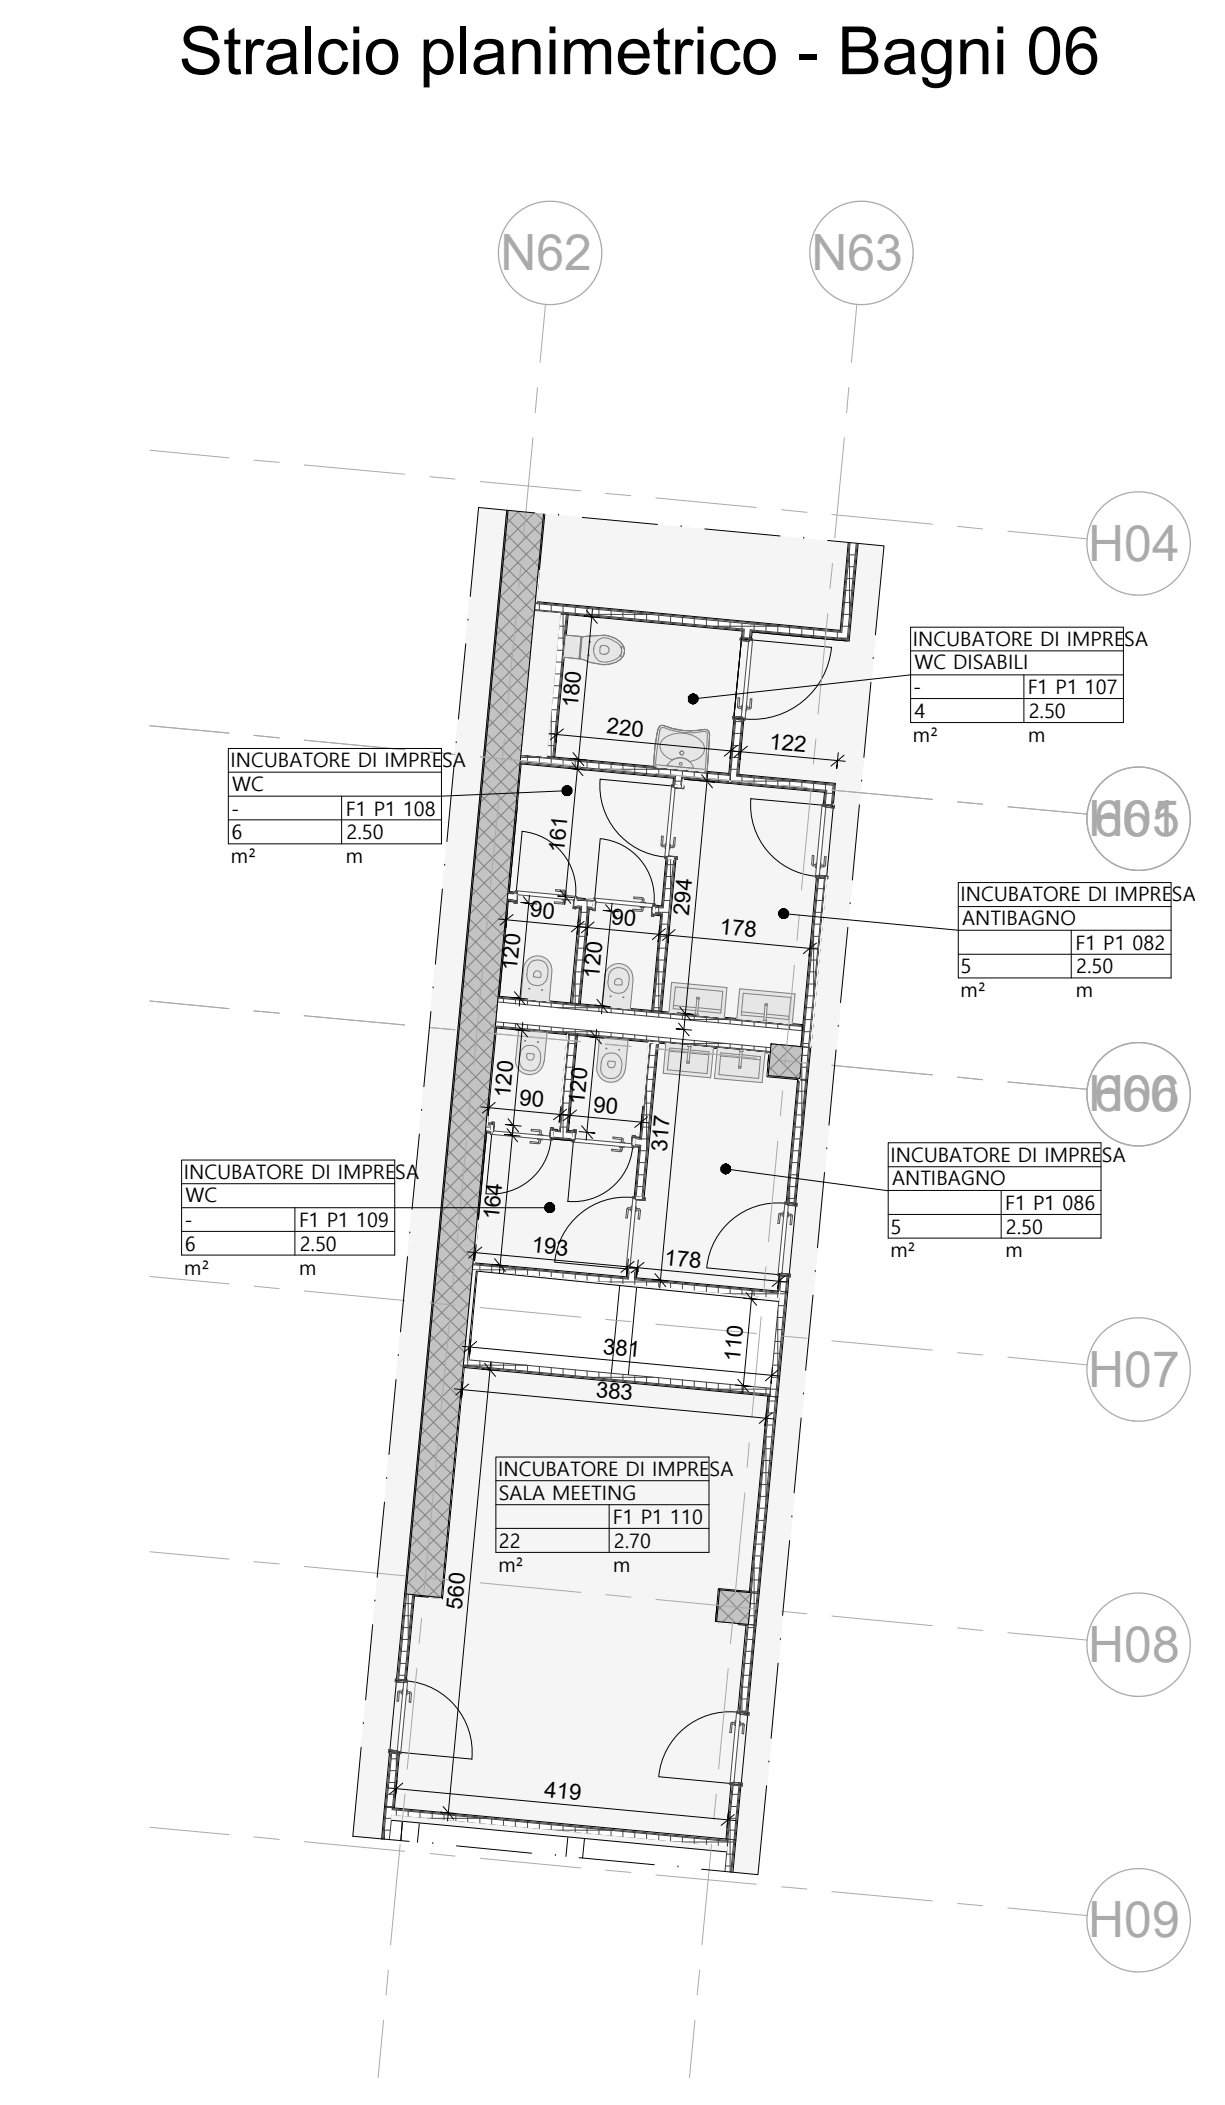 Stralcio planimetrico - Bagni 06
N62
N63
H04
INCUBATORE DI IMPRESA
WC DISABILI
- F1 P1 107
4 2.50
m² m
180
220
122
INCUBATORE DI IMPRESA
WC
- F1 P1 108
6 2.50
m² m
161
294
90
90
178
120
120
INCUBATORE DI IMPRESA
ANTIBAGNO
F1 P1 082
5 2.50
m² m
120
120
90
90
317
INCUBATORE DI IMPRESA
ANTIBAGNO
F1 P1 086
5 2.50
m² m
INCUBATORE DI IMPRESA
WC
- F1 P1 109
6 2.50
m² m
164
193
178
381
110
H07
383
INCUBATORE DI IMPRESA
SALA MEETING
F1 P1 110
22 2.70
m² m
560
H08
419
H09